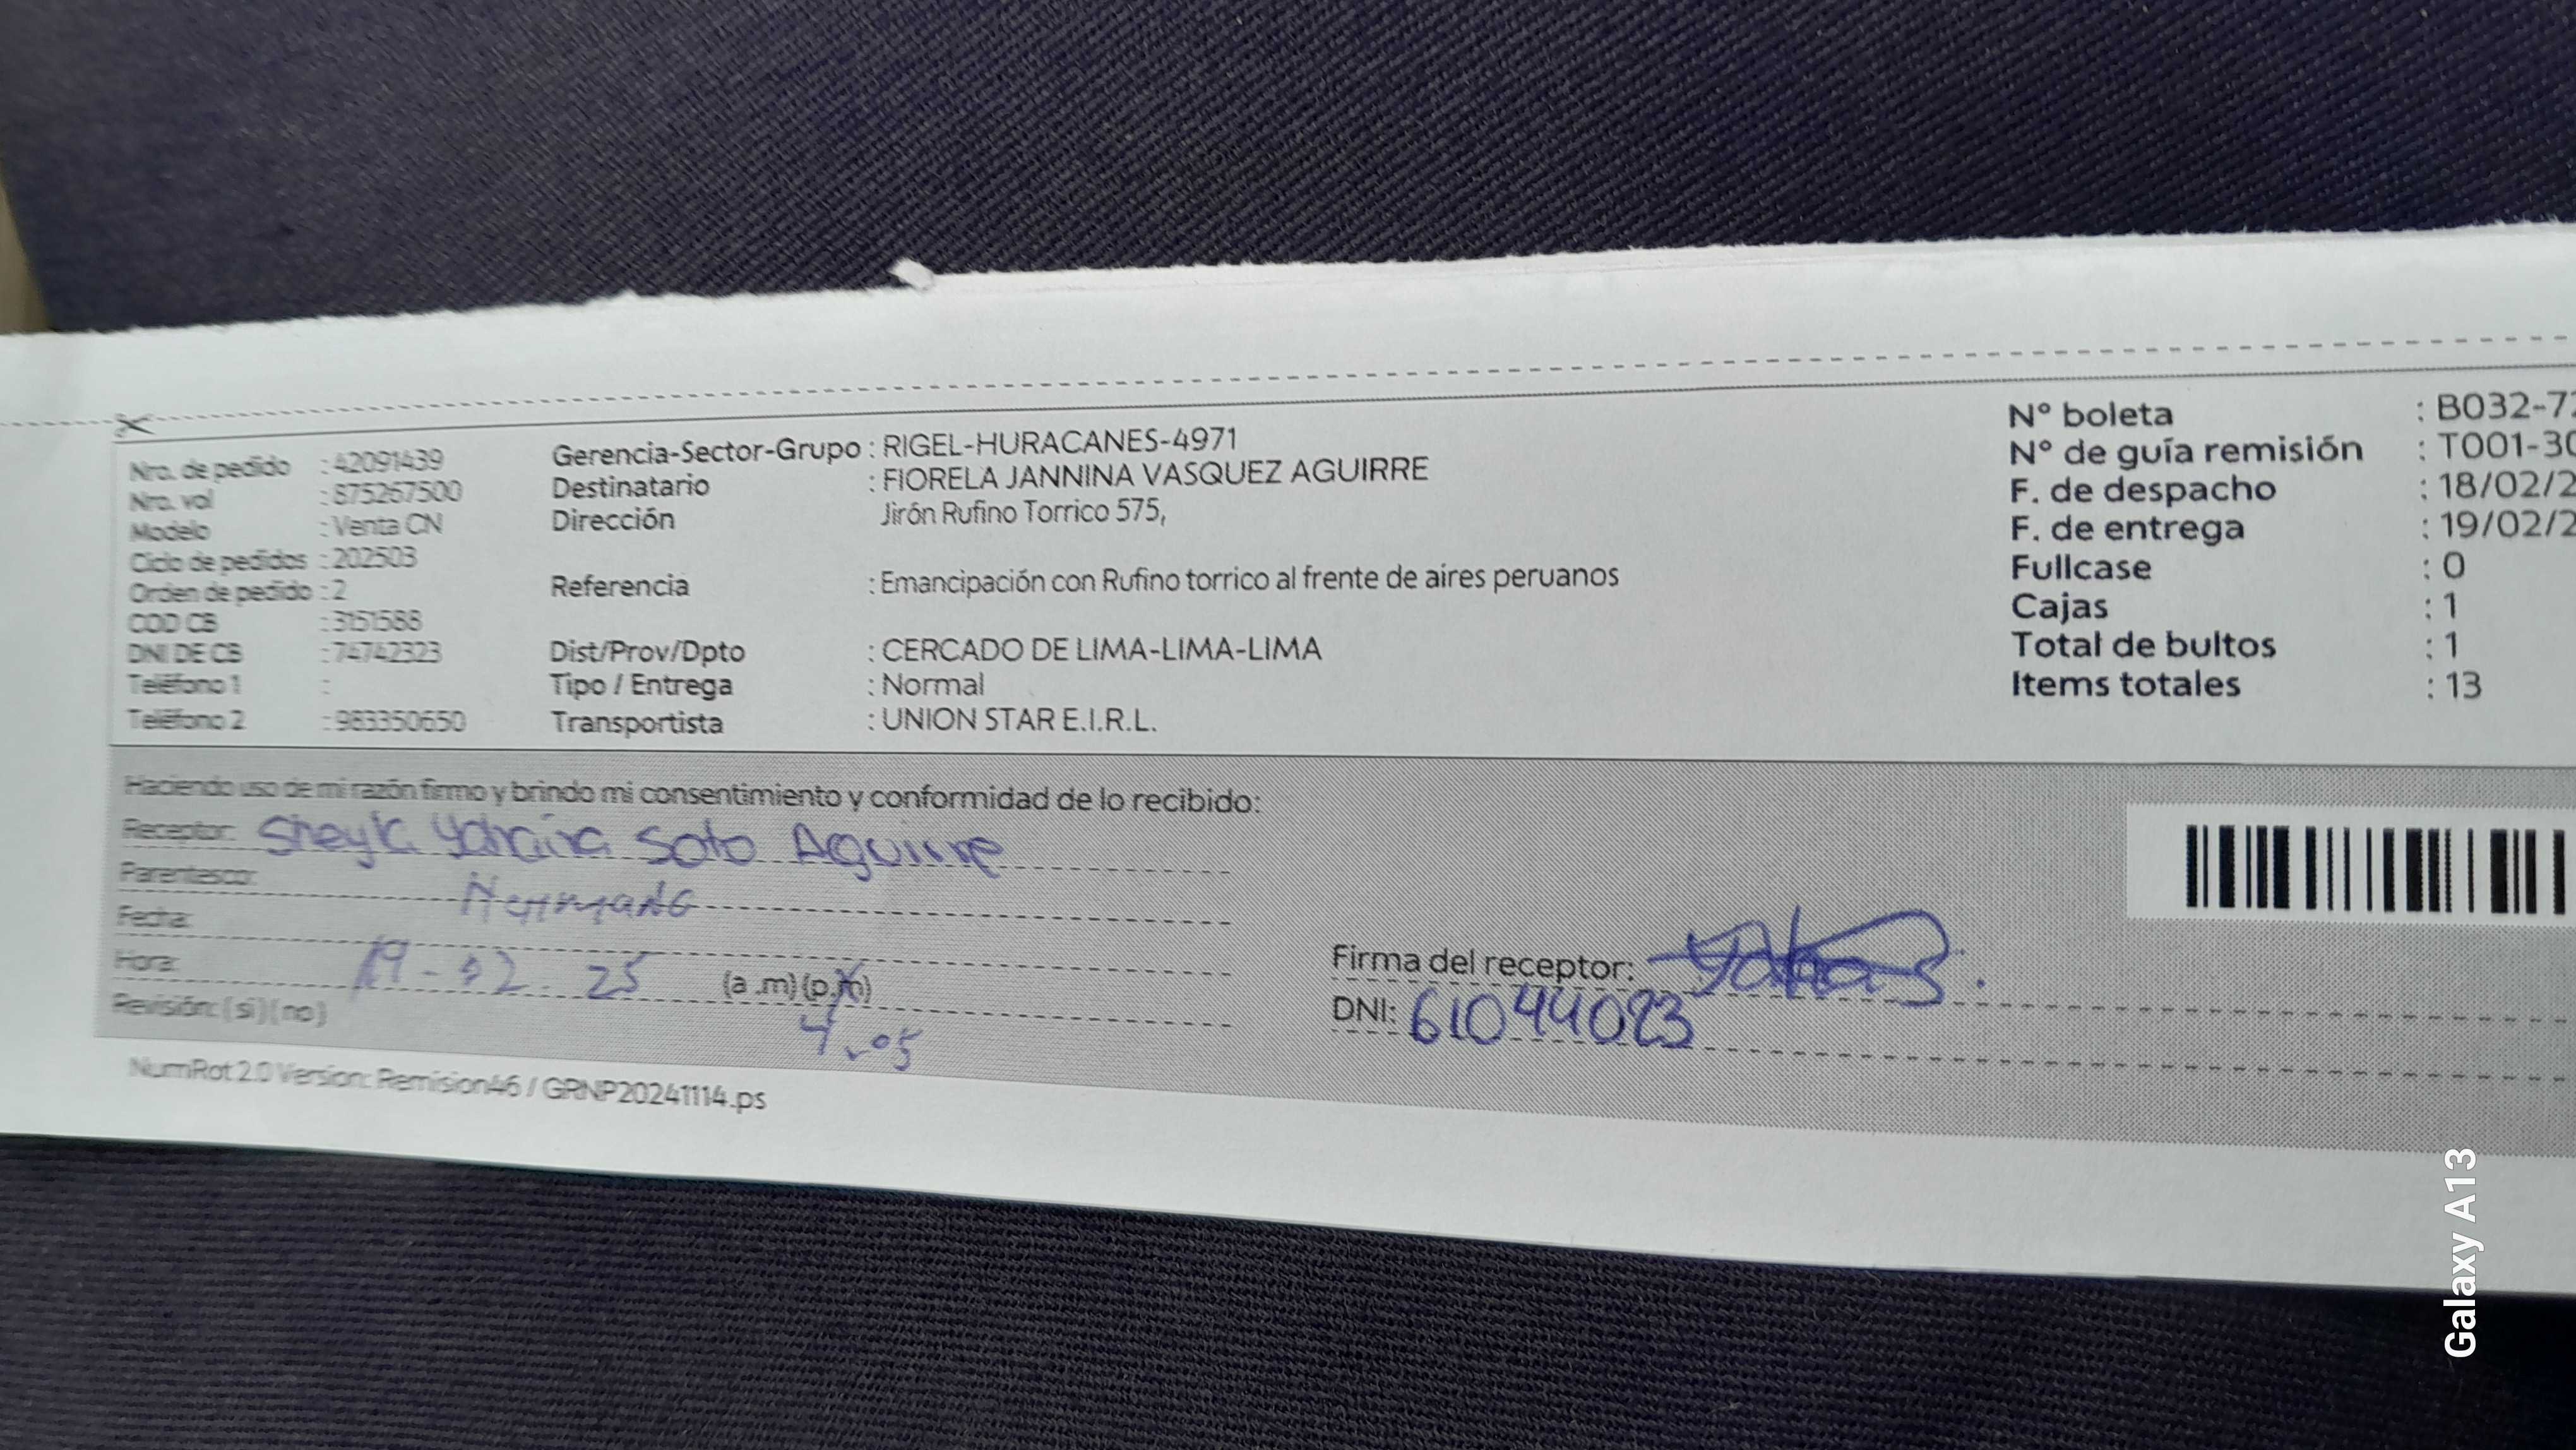 Nro. de pedido : 42091439
Nro. val : 875267500
Modelo : Venta CN
Ciclo de pedidos : 202503
Orden de pedido : 2
COD CB : 3151588
DNI DE CB : 74742323
Teléfono 1 :
Teléfono 2 : 983350650
Gerencia-Sector-Grupo : RIGEL-HURACANES-4971
Destinatario : FIORELA JANNINA VASQUEZ AGUIRRE
Dirección Jirón Rufino Torrico 575,
Referencia : Emancipación con Rufino torrico al frente de aires peruanos
Dist/Prov/Dpto : CERCADO DE LIMA-LIMA-LIMA
Tipo / Entrega : Normal
Transportista : UNION STAR E.I.R.L.
Nº boleta : B032-72
Nº de guía remisión : T001-30
F. de despacho : 18/02/2
F. de entrega : 19/02/2
Fullcase : 0
Cajas : 1
Total de bultos : 1
Items totales : 13
Haciendo uso de mi razón firmo y brindo mi consentimiento y conformidad de lo recibido:
Receptor: Sheyla Yahaira Soto Aguirre
Parentesco: Hermana
Fecha:
Hora: 19-02-25 (a.m)(p.m)
4:05
Revisión: (si)(no)
Firma del receptor:
DNI: 61044023
NumRot 2.0 Version: Remision46 / GRNP20241114.ps
Galaxy A13